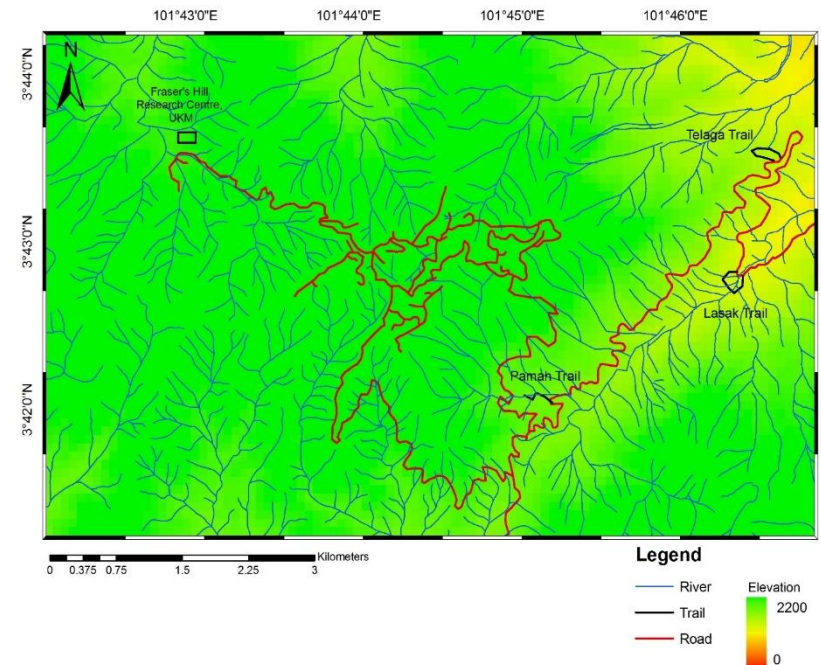 101°43'0"E
101°44'0"E
101°45'0"E
101°46'0"E
3°44'0"N
3°43'0"N
3°42'0"N
N
Fraser's Hill
Research Centre,
UKM
Telaga Trail
Lasak Trail
Pamah Trail
Kilometers
0 0.375 0.75 1.5 2.25 3
Legend
River
Trail
Road
Elevation
2200
0